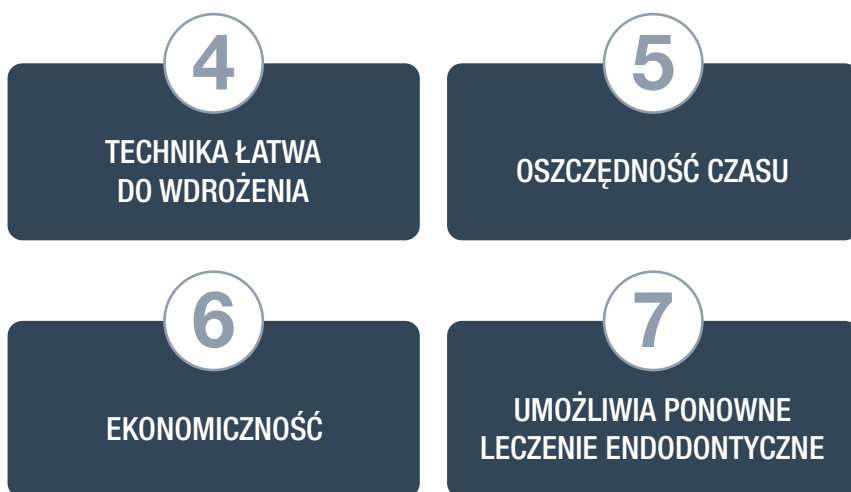 4
TECHNIKA ŁATWA
DO WDROŻENIA
5
OSZCZĘDNOŚĆ CZASU
6
EKONOMICZNOŚĆ
7
UMOŻLIWIA PONOWNE
LECZENIE ENDODONTYCZNE